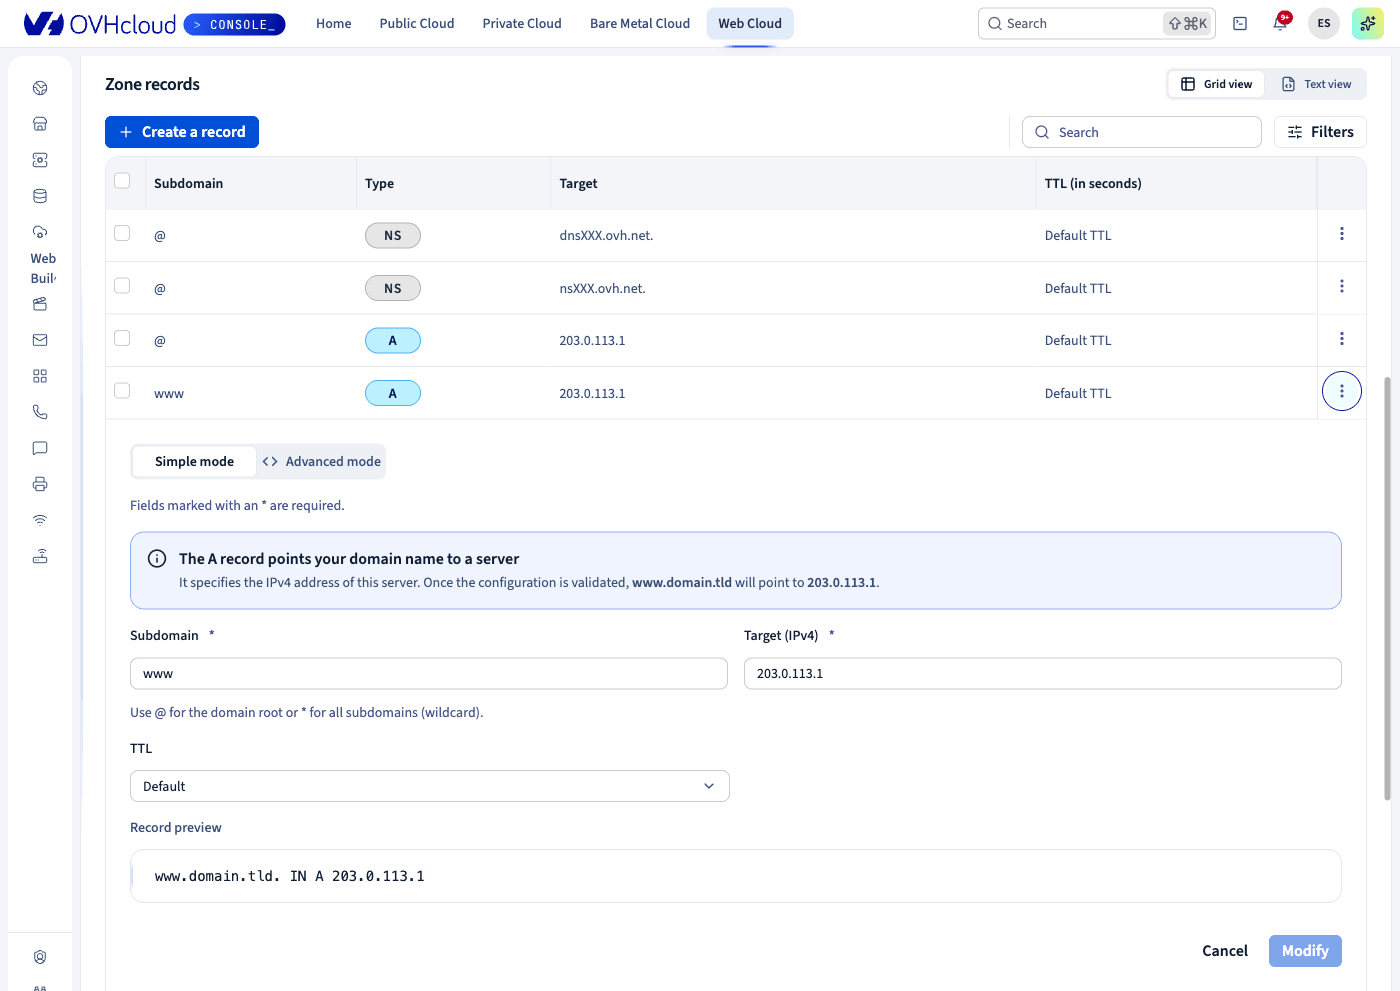 OVHcloud
> CONSOLE_
Home
Public Cloud
Private Cloud
Bare Metal Cloud
Web Cloud
Search
⇧⌘K
9+
ES
Web
Zone records
Grid view
Text view
+ Create a record
Search
Filters
Subdomain Type Target TTL (in seconds)
@ NS dnsXXX.ovh.net. Default TTL
@ NS nsXXX.ovh.net. Default TTL
@ A 203.0.113.1 Default TTL
www A 203.0.113.1 Default TTL
Simple mode
<> Advanced mode
Fields marked with an * are required.
The A record points your domain name to a server
It specifies the IPv4 address of this server. Once the configuration is validated, www.domain.tld will point to 203.0.113.1.
Subdomain *
www
Use @ for the domain root or * for all subdomains (wildcard).
Target (IPv4) *
203.0.113.1
TTL
Default
Record preview
www.domain.tld. IN A 203.0.113.1
Cancel
Modify